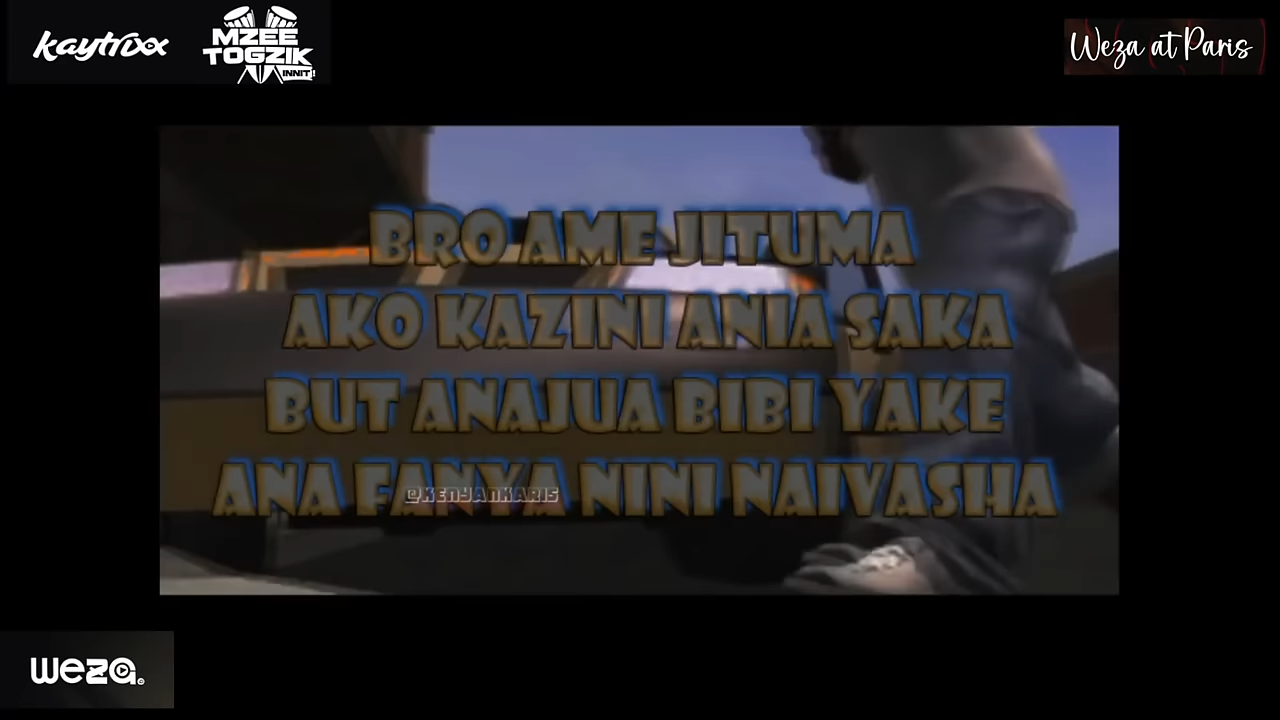 kaytrixx
MZEE
TOGZIK
INNIT!
Weza at Paris
BRO AME JITUMA
AKO KAZINI ANIA SAKA
BUT ANAJUA BIBI YAKE
ANA FANYA NINI NAIVASHA
@KENYANKARIS
weza.